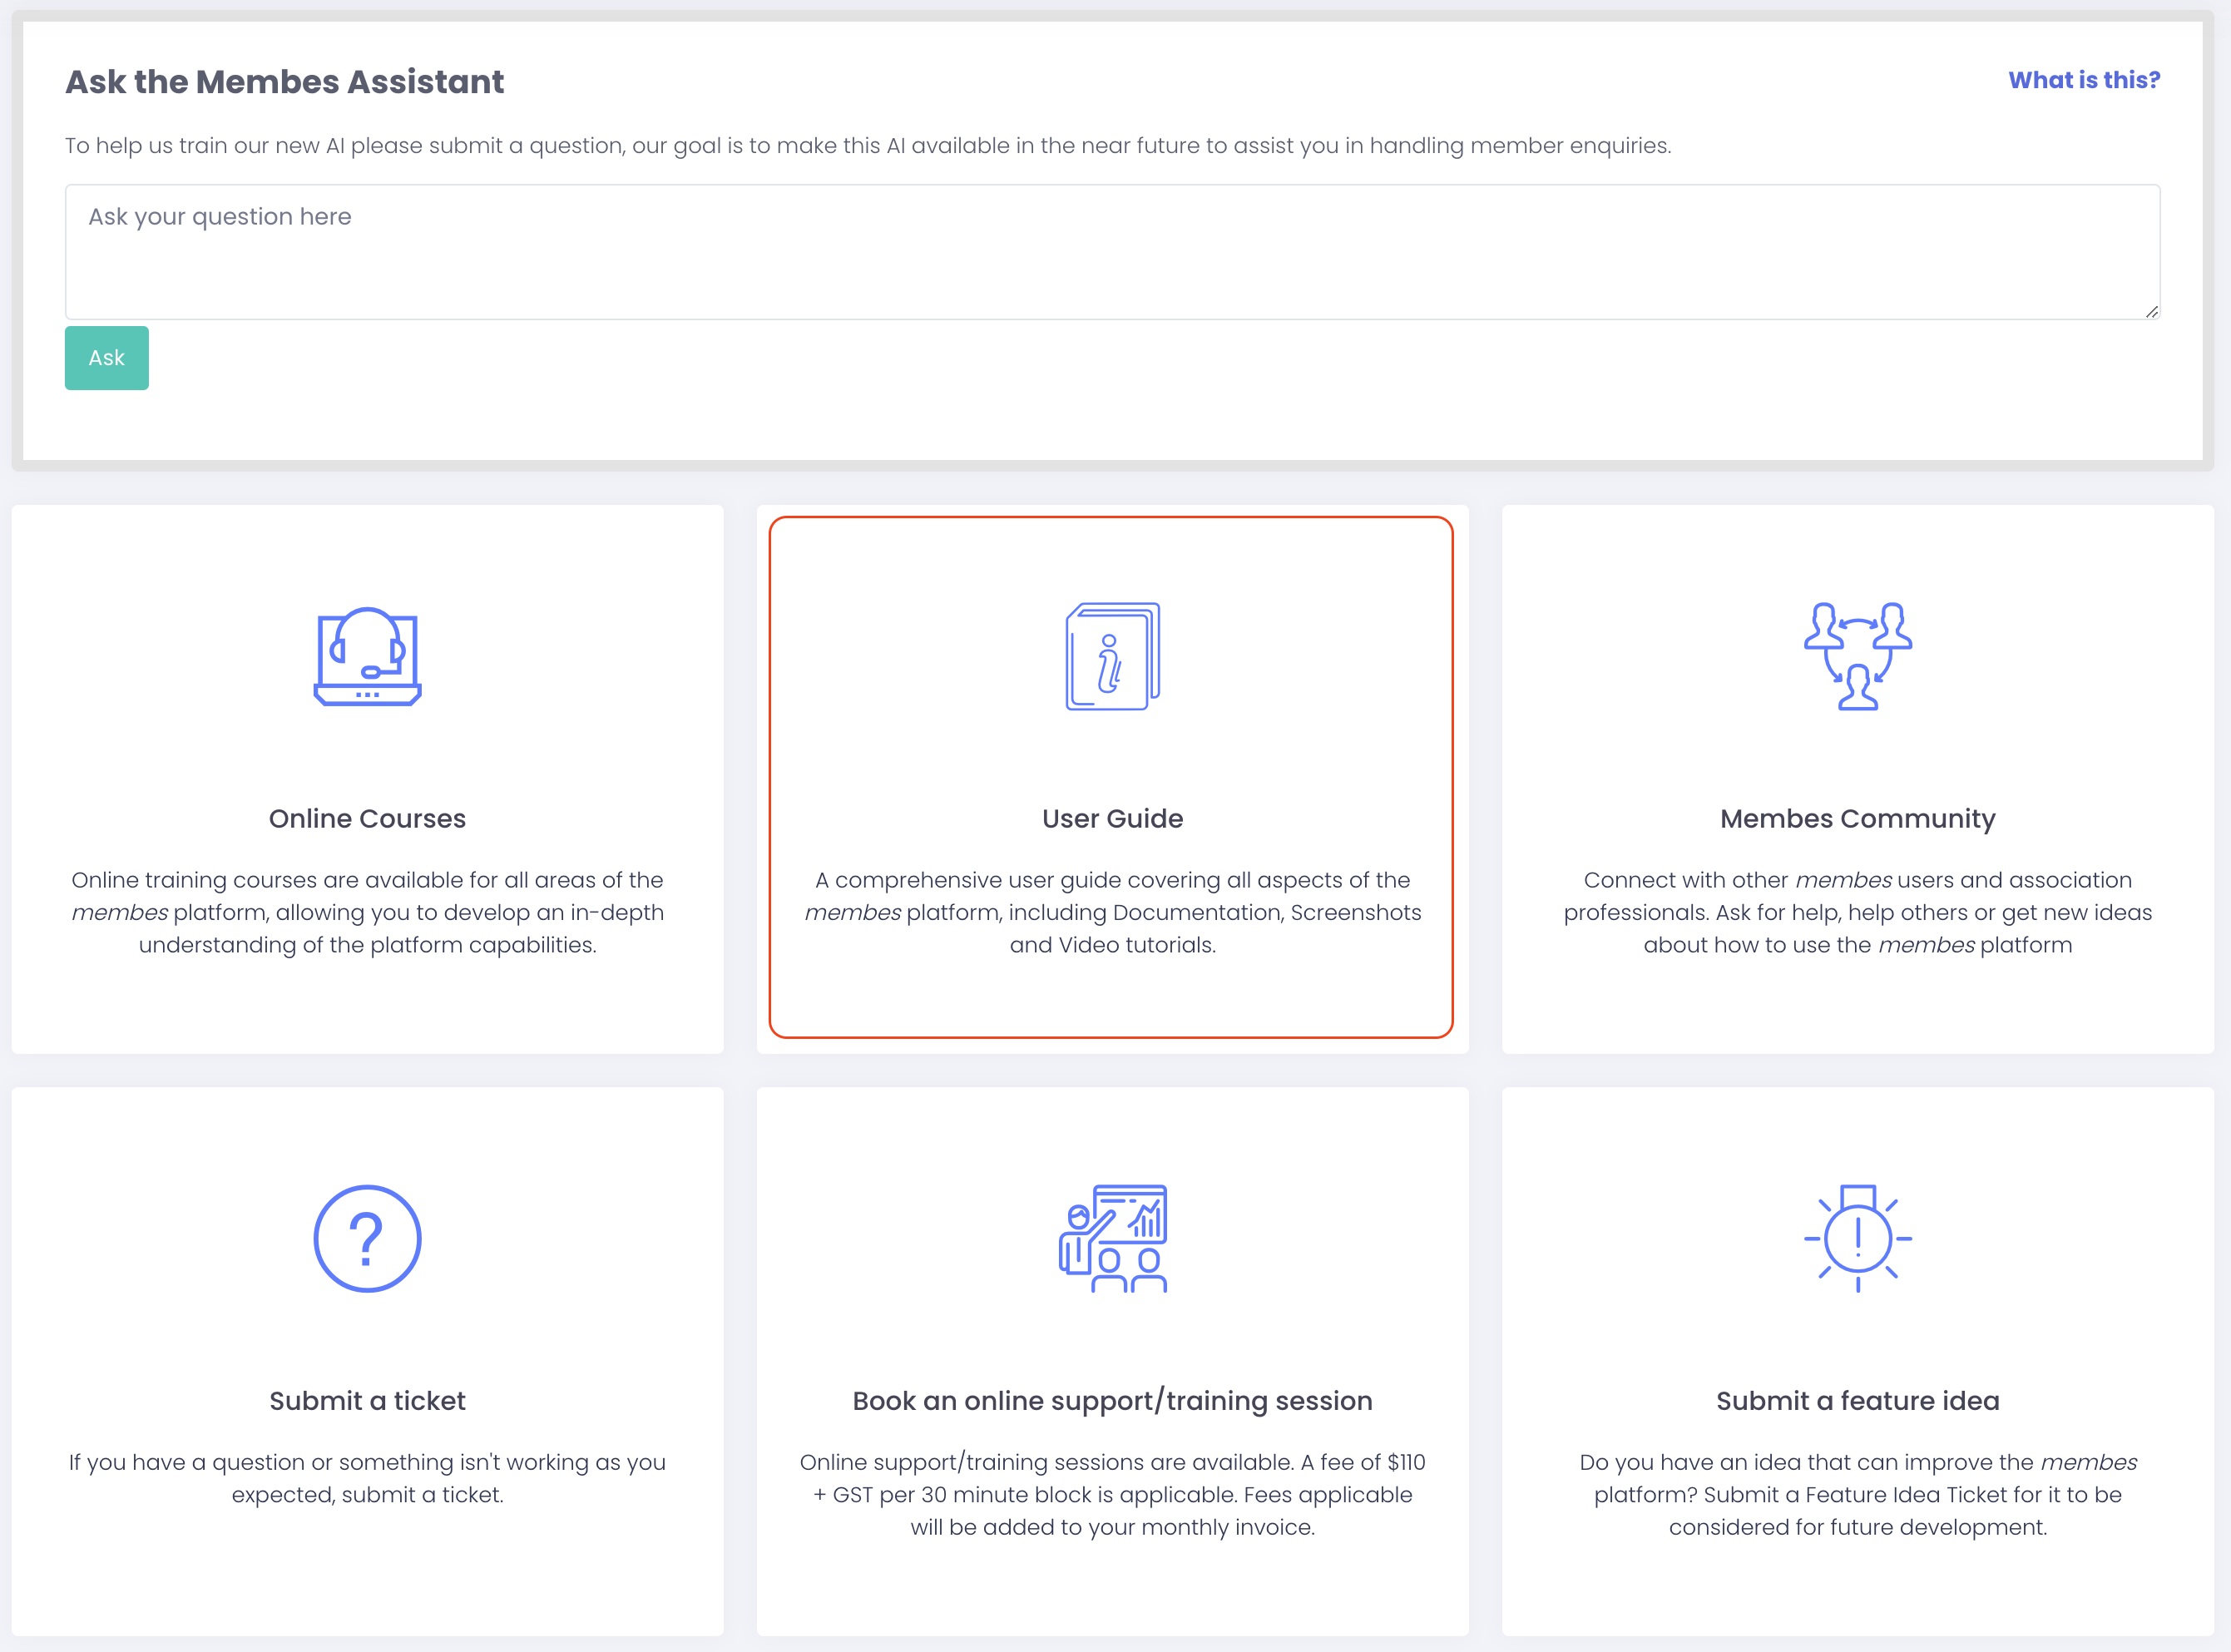 Ask the Membes Assistant
What is this?
To help us train our new AI please submit a question, our goal is to make this AI available in the near future to assist you in handling member enquiries.
Ask your question here
Ask
Online Courses
Online training courses are available for all areas of the
membes platform, allowing you to develop an in-depth
understanding of the platform capabilities.
User Guide
A comprehensive user guide covering all aspects of the
membes platform, including Documentation, Screenshots
and Video tutorials.
Membes Community
Connect with other membes users and association
professionals. Ask for help, help others or get new ideas
about how to use the membes platform
Submit a ticket
If you have a question or something isn't working as you
expected, submit a ticket.
Book an online support/training session
Online support/training sessions are available. A fee of $110
+ GST per 30 minute block is applicable. Fees applicable
will be added to your monthly invoice.
Submit a feature idea
Do you have an idea that can improve the membes
platform? Submit a Feature Idea Ticket for it to be
considered for future development.